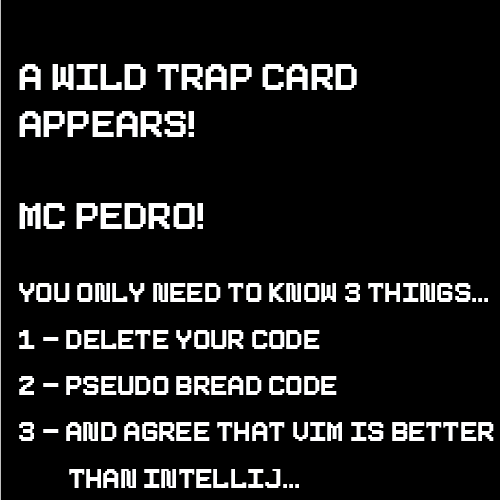 A WILD TRAP CARD
APPEARS!
MC PEDRO!
YOU ONLY NEED TO KNOW 3 THINGS...
1 - DELETE YOUR CODE
2 - PSEUDO BREAD CODE
3 - AND AGREE THAT VIM IS BETTER
THAN INTELLIJ...